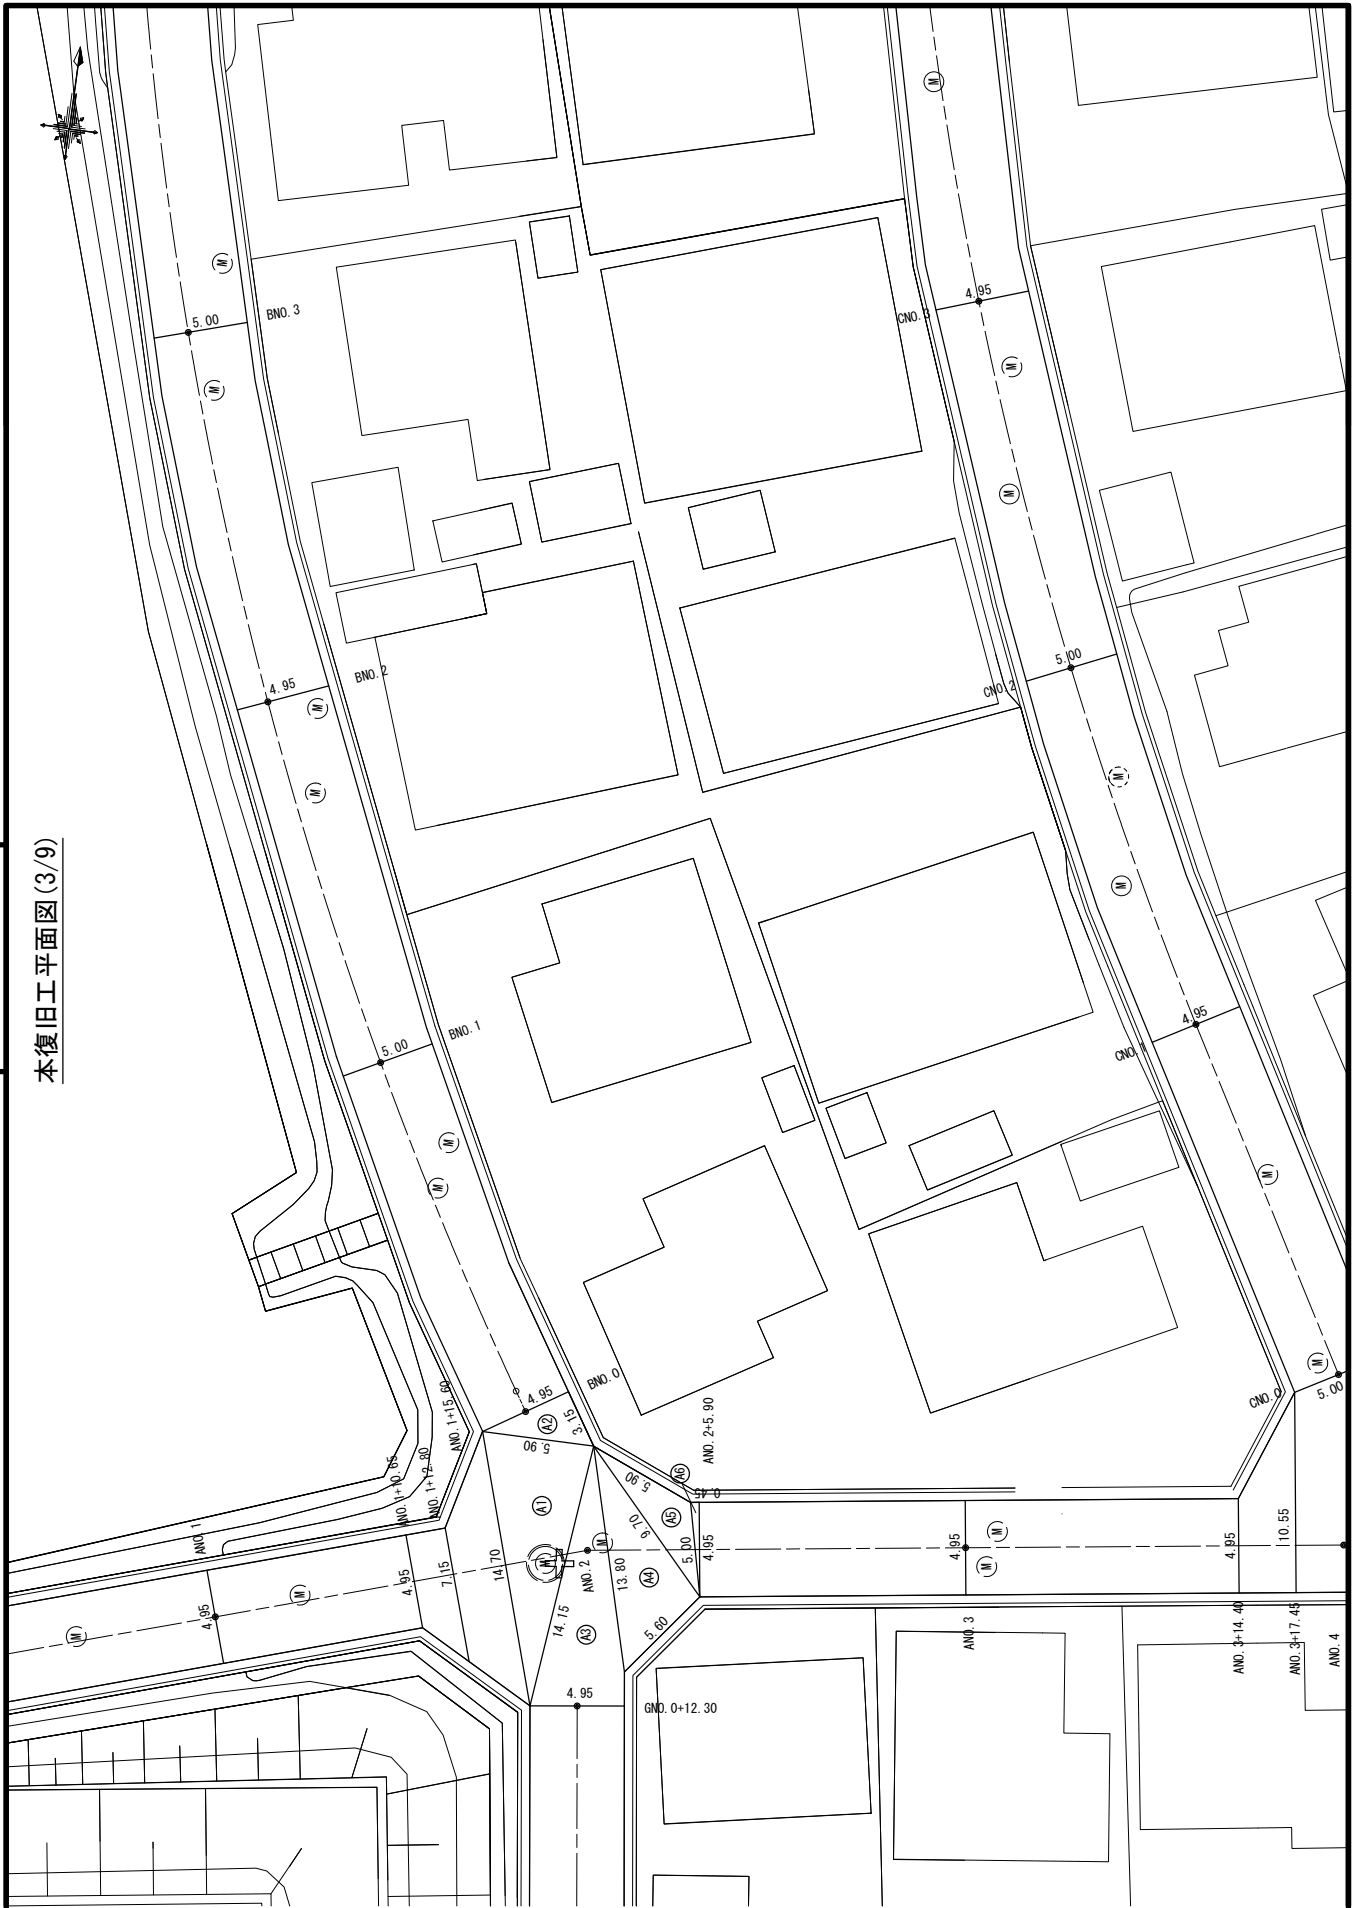 本復旧工平面図(3/9)
M
M
5.00
BNO.3
M
4.95
CNO.3
M
M
M
4.95
BNO.2
M
M
5.00
CNO.2
M
M
5.00
BNO.1
M
M
4.95
CNO.1
M
M
5.00
CNO.0
4.95
BNO.0
3.15
A2
5.90
ANO.1+15.60
ANO.1+12.80
ANO.1+10.65
ANO.1
ANO.2+5.90
A6
0.45
5.90
A5
9.70
5.00
4.95
A1
14.70
7.15
4.95
M
M
ANO.2
13.80
A4
14.15
A3
5.60
M
4.95
M
4.95
GNO.0+12.30
4.95
M
M
ANO.3
4.95
10.55
ANO.3+14.40
ANO.3+17.45
ANO.4